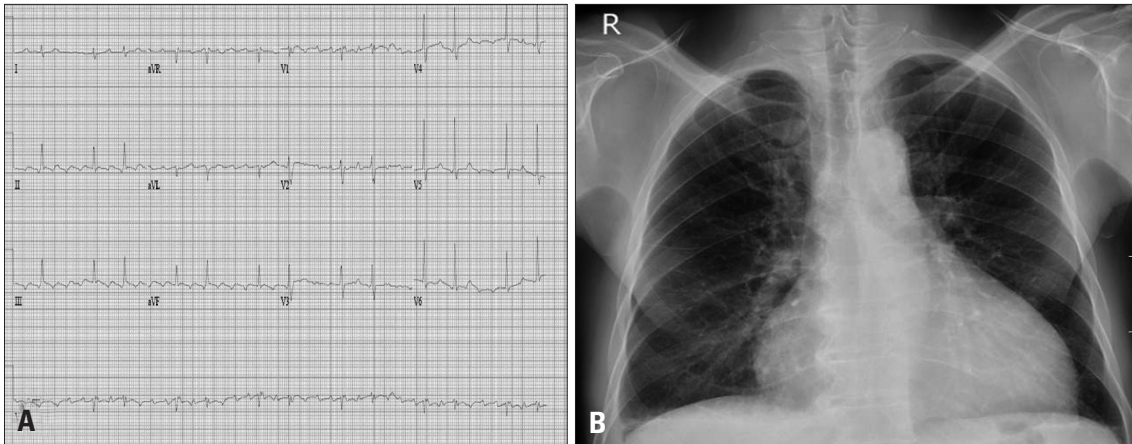 I aVR V1 V4
II aVL V2 V5
III aVF V3 V6
A
R
B